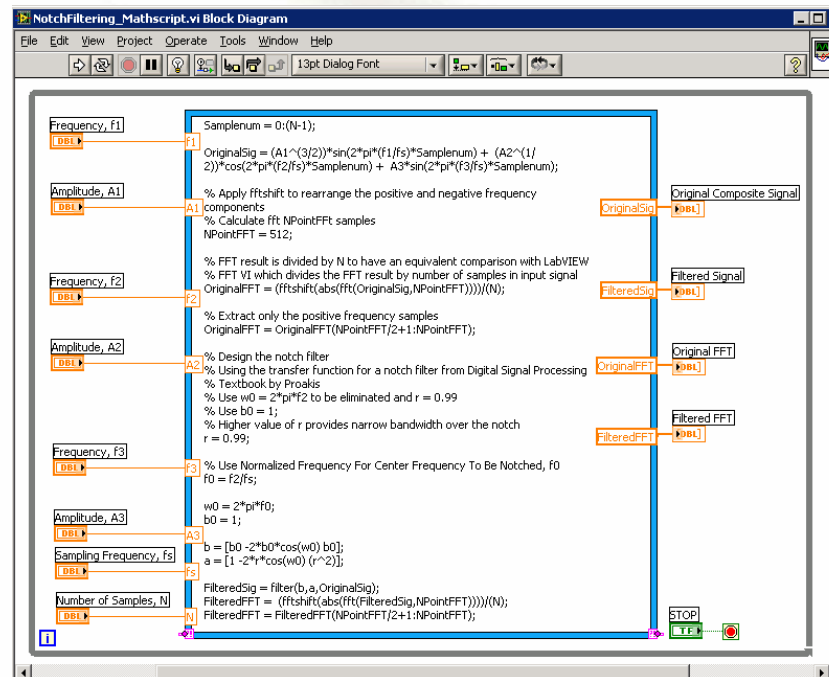 NotchFiltering_Mathscript.vi Block Diagram
File Edit View Project Operate Tools Window Help
13pt Dialog Font
Frequency, f1
DBL
f1
Amplitude, A1
DBL
A1
Frequency, f2
DBL
f2
Amplitude, A2
DBL
A2
Frequency, f3
DBL
f3
Amplitude, A3
DBL
A3
Sampling Frequency, fs
DBL
fs
Number of Samples, N
DBL
N
i
Samplenum = 0:(N-1);
OriginalSig = (A1^(3/2))*sin(2*pi*(f1/fs)*Samplenum) + (A2^(1/
2))*cos(2*pi*(f2/fs)*Samplenum) + A3*sin(2*pi*(f3/fs)*Samplenum);
% Apply fftshift to rearrange the positive and negative frequency
components
% Calculate fft NPointFFt samples
NPointFFT = 512;
% FFT result is divided by N to have an equivalent comparison with LabVIEW
% FFT VI which divides the FFT result by number of samples in input signal
OriginalFFT = (fftshift(abs(fft(OriginalSig,NPointFFT))))/(N);
% Extract only the positive frequency samples
OriginalFFT = OriginalFFT(NPointFFT/2+1:NPointFFT);
% Design the notch filter
% Using the transfer function for a notch filter from Digital Signal Processing
% Textbook by Proakis
% Use w0 = 2*pi*f2 to be eliminated and r = 0.99
% Use b0 = 1;
% Higher value of r provides narrow bandwidth over the notch
r = 0.99;
% Use Normalized Frequency For Center Frequency To Be Notched, f0
f0 = f2/fs;
w0 = 2*pi*f0;
b0 = 1;
b = [b0 -2*b0*cos(w0) b0];
a = [1 -2*r*cos(w0) (r^2)];
FilteredSig = filter(b,a,OriginalSig);
FilteredFFT = (fftshift(abs(fft(FilteredSig,NPointFFT))))/(N);
FilteredFFT = FilteredFFT(NPointFFT/2+1:NPointFFT);
OriginalSig
Original Composite Signal
DBL]
FilteredSig
Filtered Signal
DBL]
OriginalFFT
Original FFT
DBL]
FilteredFFT
Filtered FFT
DBL]
STOP
TF